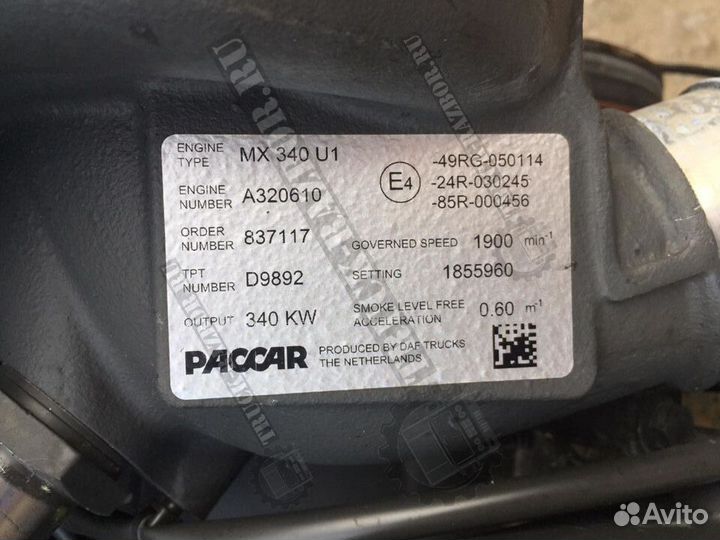 ENGINE TYPE MX 340 U1
ENGINE NUMBER A320610
ORDER NUMBER 837117
TPT NUMBER D9892
OUTPUT 340 KW
E4
-49RG-050114
-24R-030245
-85R-000456
GOVERNED SPEED 1900 min-1
SETTING 1855960
SMOKE LEVEL FREE ACCELERATION 0.60 m-1
PACCAR
PRODUCED BY DAF TRUCKS
THE NETHERLANDS
Avito